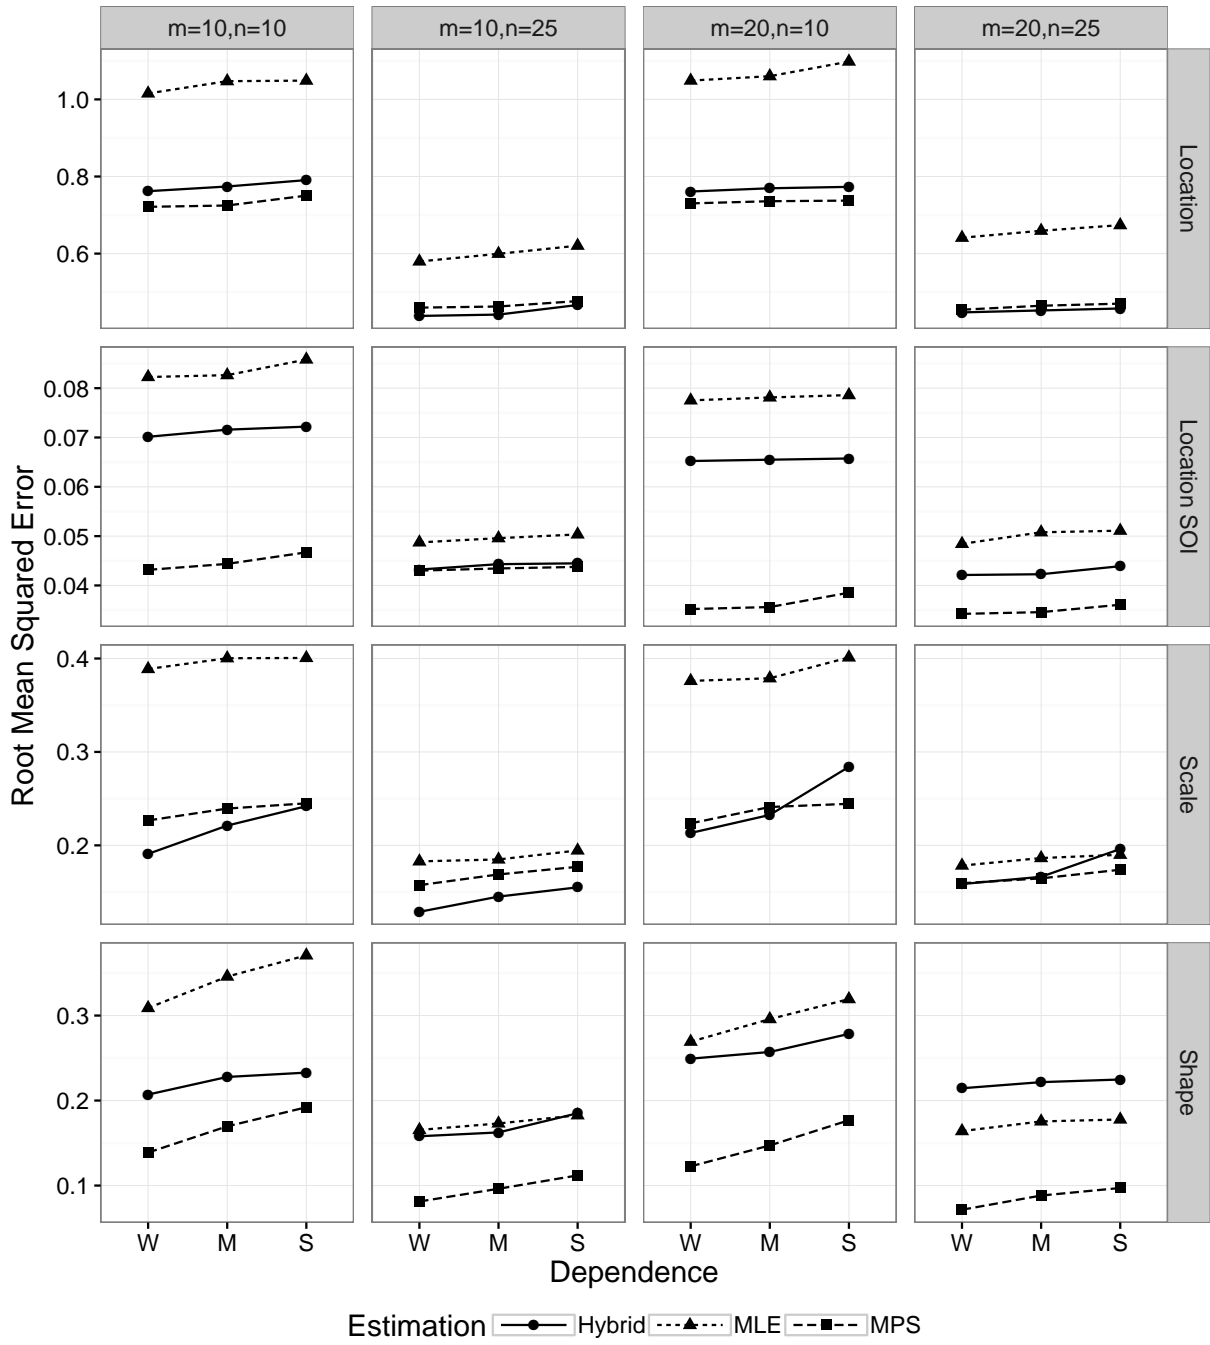 m=10,n=10 m=10,n=25 m=20,n=10 m=20,n=25
Root Mean Squared Error
1.0
0.8
0.6
Location
0.08
0.07
0.06
0.05
0.04
Location SOI
0.4
0.3
0.2
Scale
0.3
0.2
0.1
Shape
W M S W M S W M S W M S
Dependence
Estimation Hybrid MLE MPS